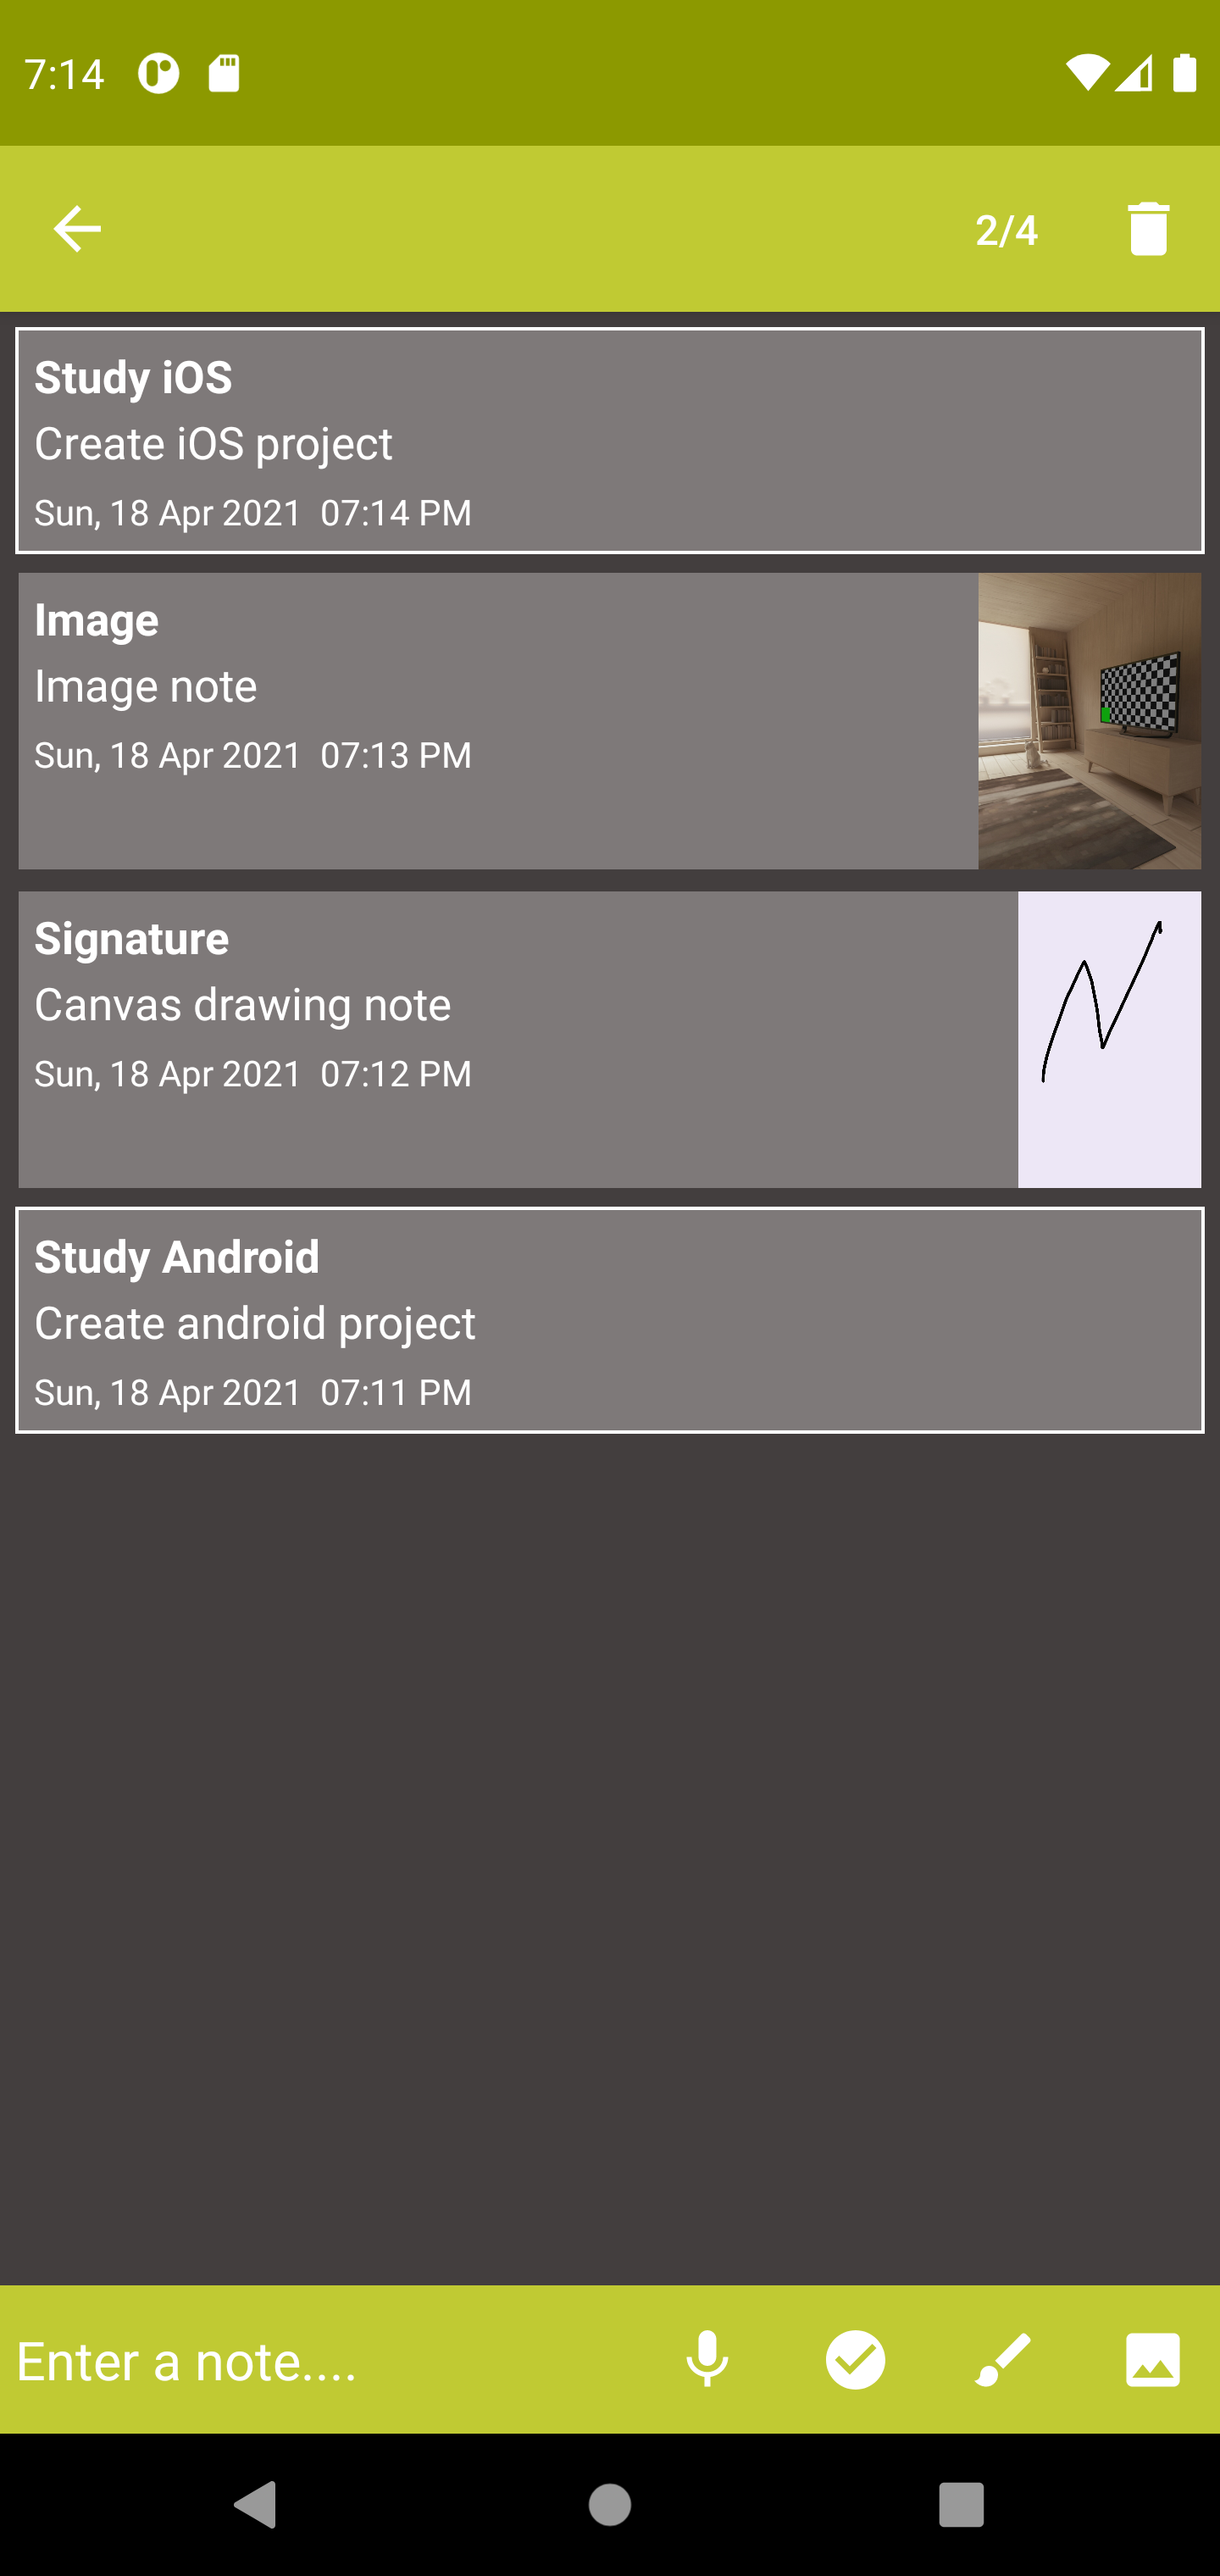 7:14
2/4
Study iOS
Create iOS project
Sun, 18 Apr 2021 07:14 PM
Image
Image note
Sun, 18 Apr 2021 07:13 PM
Signature
Canvas drawing note
Sun, 18 Apr 2021 07:12 PM
Study Android
Create android project
Sun, 18 Apr 2021 07:11 PM
Enter a note....